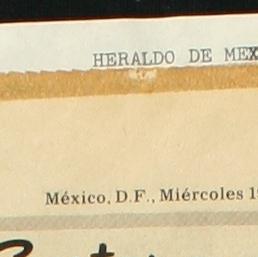 HERALDO DE MEX
México, D.F., Miércoles 1